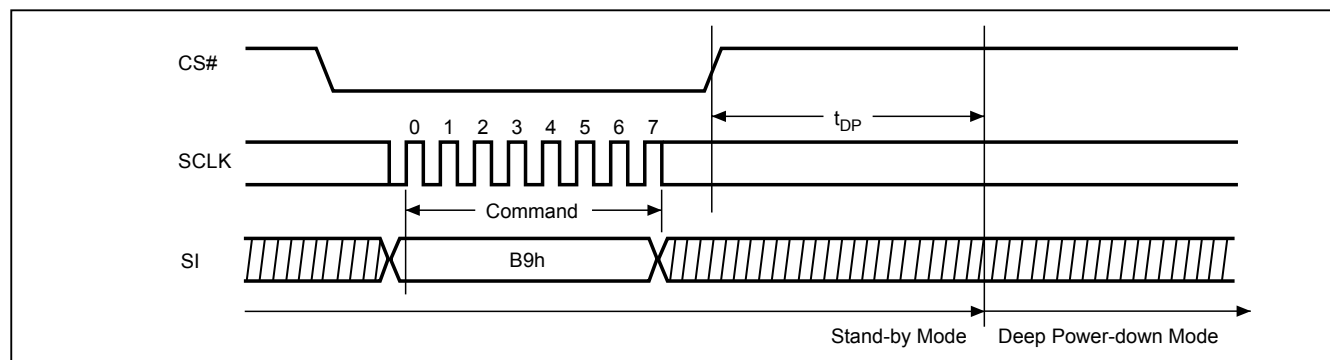 CS#
t_DP
0 1 2 3 4 5 6 7
SCLK
Command
SI
B9h
Stand-by Mode
Deep Power-down Mode